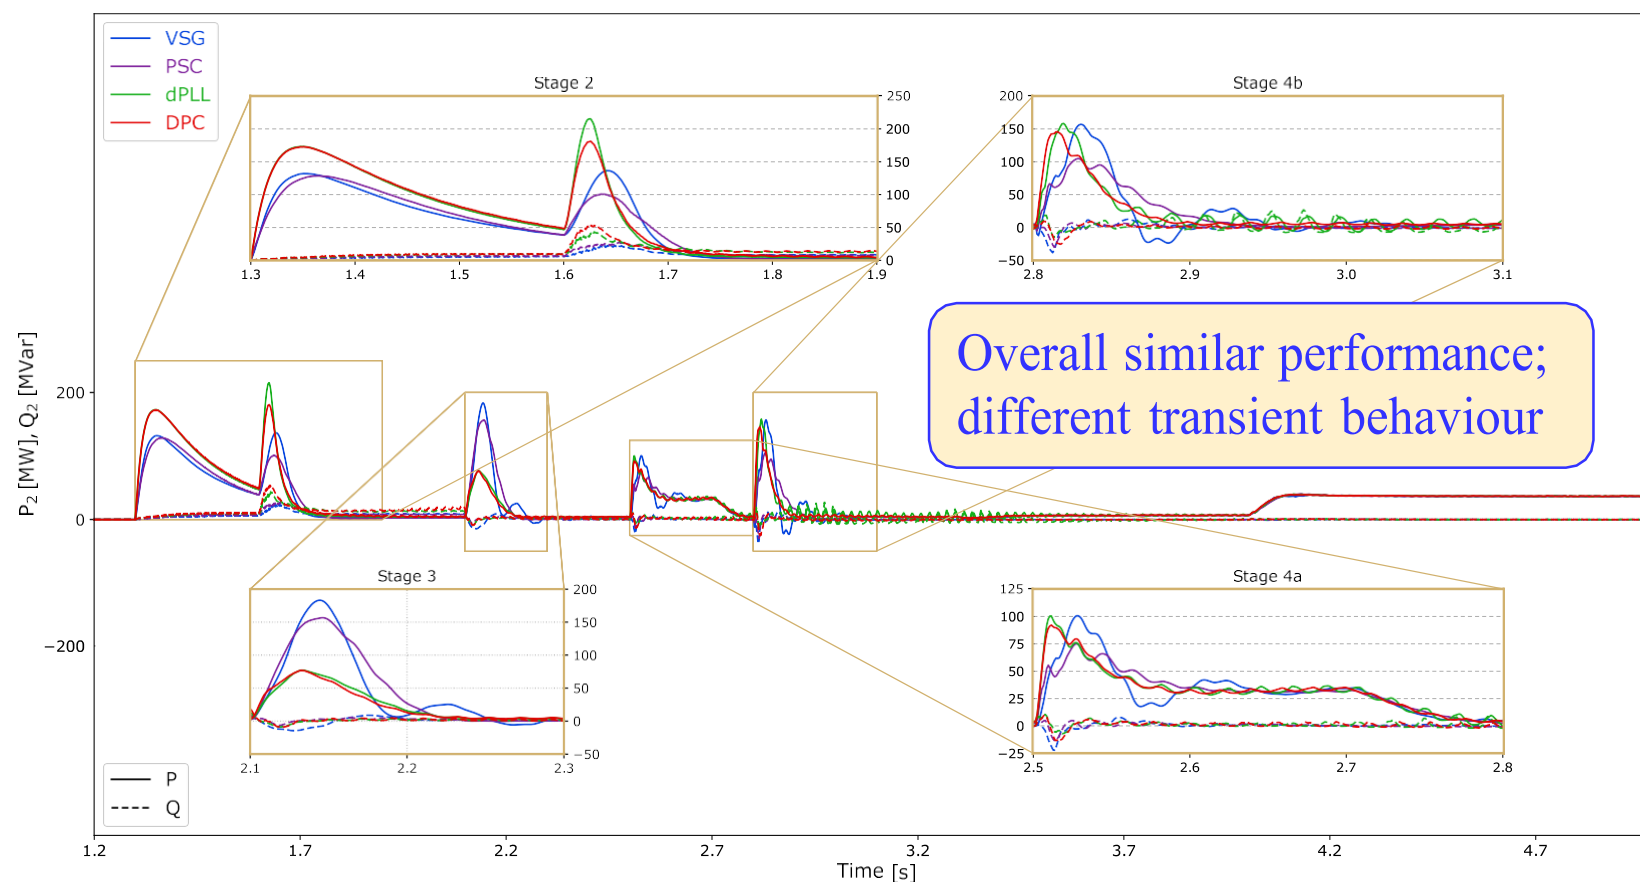 VSG
PSC
dPLL
DPC
Stage 2
250
200
150
100
50
0
1.3 1.4 1.5 1.6 1.7 1.8 1.9
Stage 4b
200
150
100
50
0
−50
2.8 2.9 3.0 3.1
Overall similar performance;
different transient behaviour
P₂ [MW], Q₂ [MVar]
200
0
−200
Stage 3
200
150
100
50
0
−50
2.1 2.2 2.3
Stage 4a
125
100
75
50
25
0
−25
2.5 2.6 2.7 2.8
P
Q
1.2 1.7 2.2 2.7 3.2 3.7 4.2 4.7
Time [s]